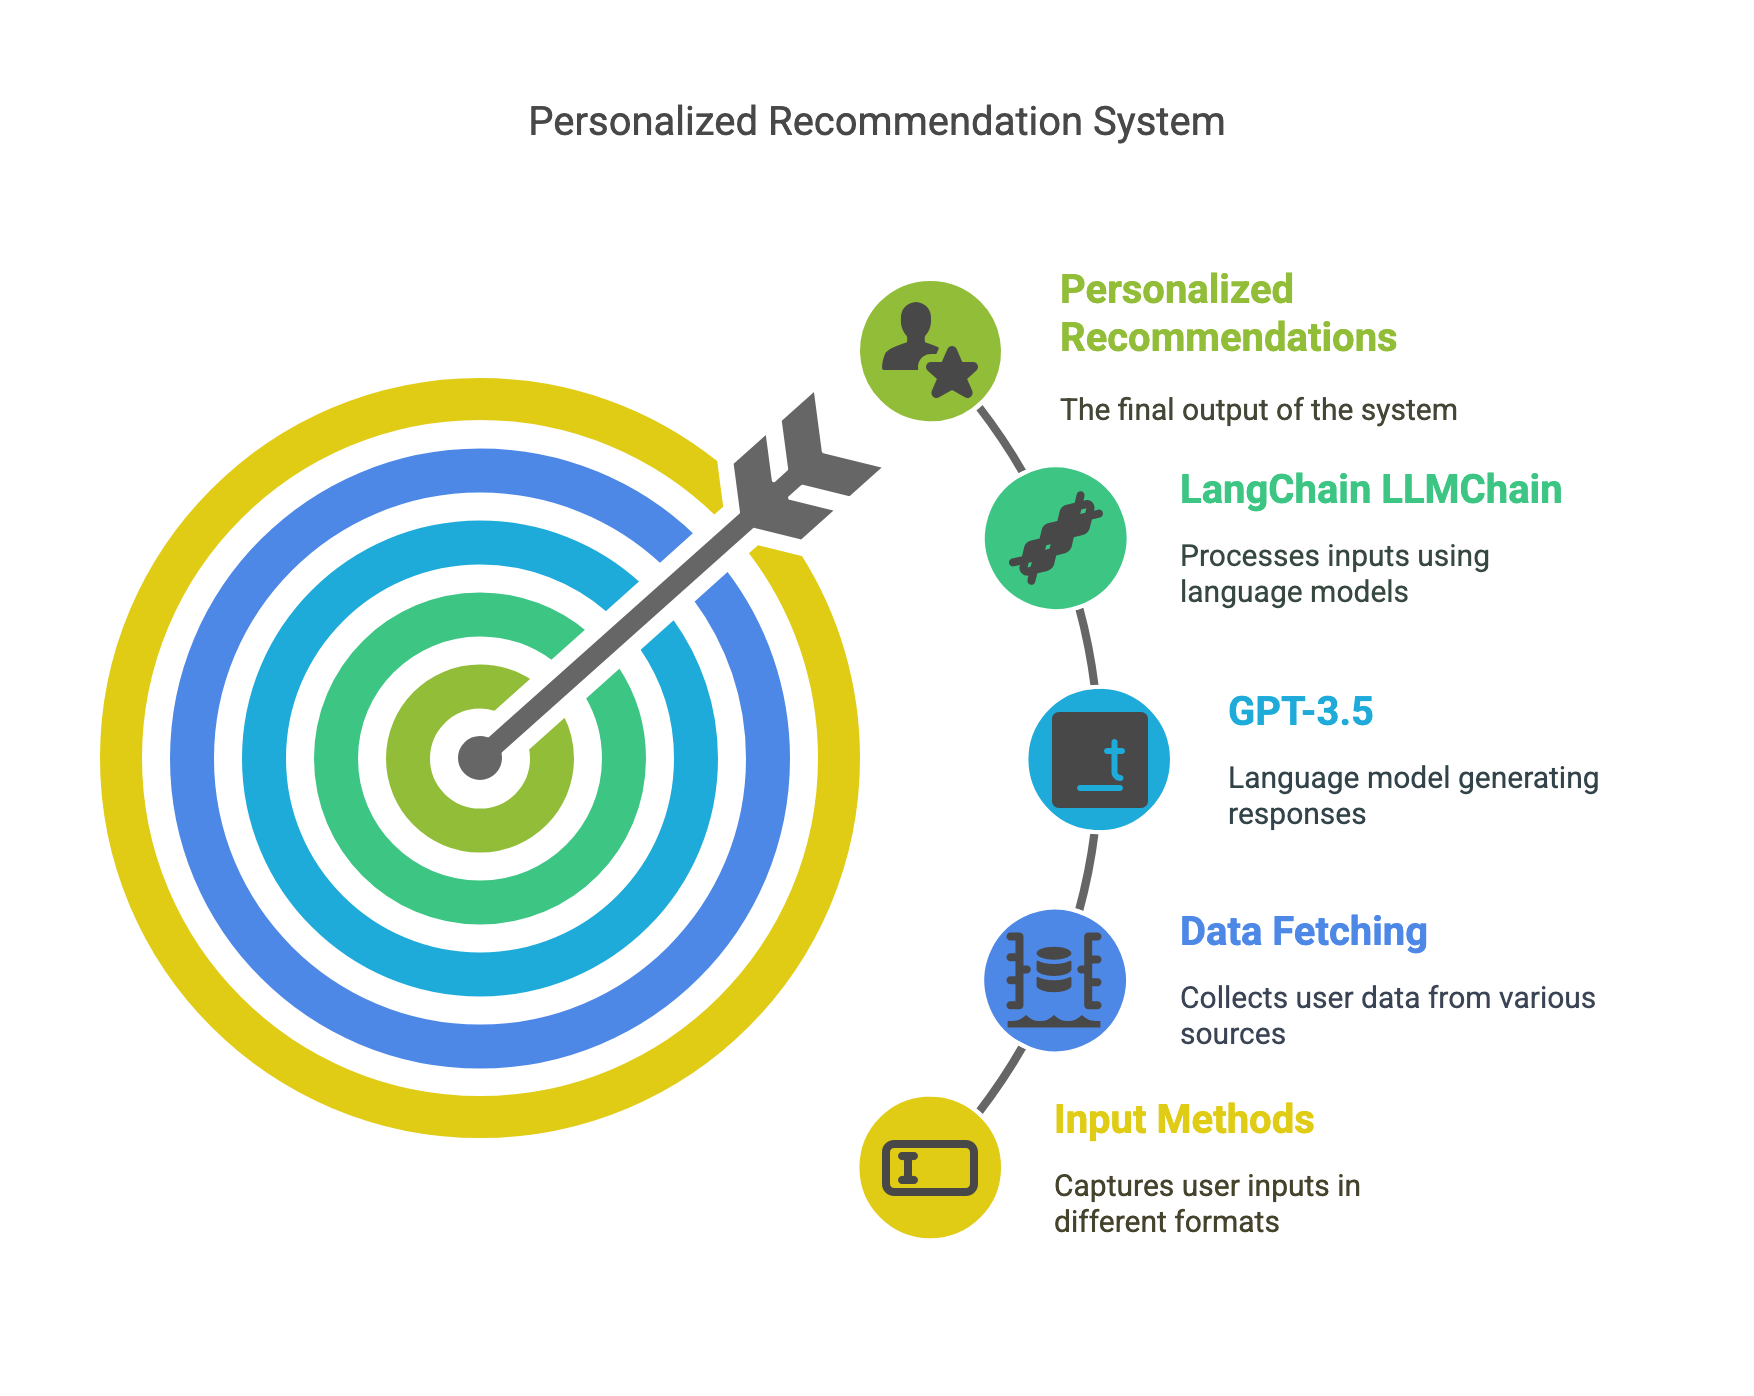 Personalized Recommendation System
Personalized
Recommendations
The final output of the system
LangChain LLMChain
Processes inputs using
language models
t
GPT-3.5
Language model generating
responses
Data Fetching
Collects user data from various
sources
Input Methods
Captures user inputs in
different formats